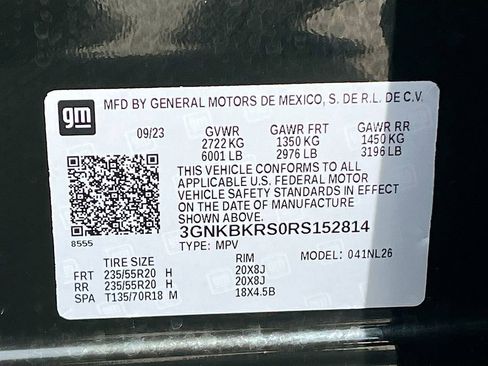 gm
MFD BY GENERAL MOTORS DE MEXICO, S. DE R.L. DE C.V.
09/23 GVWR GAWR FRT GAWR RR
2722 KG 1350 KG 1450 KG
6001 LB 2976 LB 3196 LB
THIS VEHICLE CONFORMS TO ALL
APPLICABLE U.S. FEDERAL MOTOR
VEHICLE SAFETY STANDARDS IN EFFECT
ON THE DATE OF MANUFACTURE
SHOWN ABOVE.
8555
3GNKBKRS0RS152814
TYPE: MPV MODEL: 041NL26
TIRE SIZE RIM
FRT 235/55R20 H 20X8J
RR 235/55R20 H 20X8J
SPA T135/70R18 M 18X4.5B